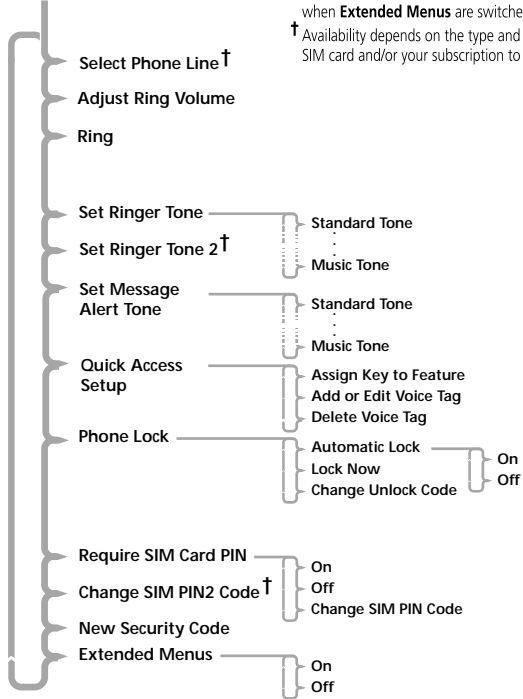 when Extended Menus are switche
† Availability depends on the type and
SIM card and/or your subscription to
Select Phone Line†
Adjust Ring Volume
Ring
Set Ringer Tone
Standard Tone
Music Tone
Set Ringer Tone 2†
Set Message
Alert Tone
Standard Tone
Music Tone
Quick Access
Setup
Assign Key to Feature
Add or Edit Voice Tag
Delete Voice Tag
Phone Lock
Automatic Lock
On
Off
Lock Now
Change Unlock Code
Require SIM Card PIN
On
Off
Change SIM PIN Code
Change SIM PIN2 Code†
New Security Code
Extended Menus
On
Off